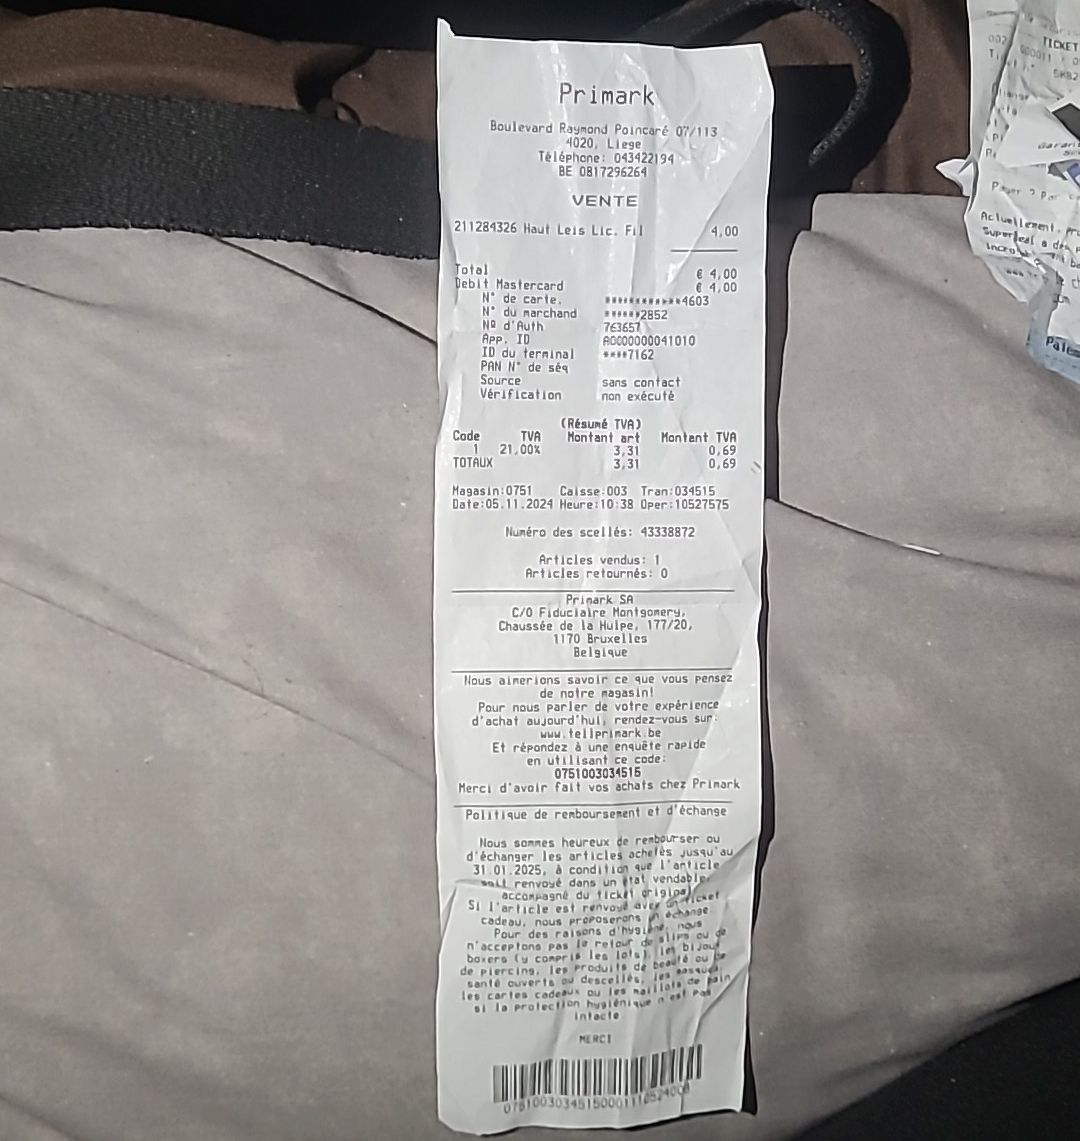 Primark
Boulevard Raymond Poincaré 07/113
4020, Liege
Téléphone: 043422194
BE 0817296264
VENTE
211284326 Haut Leis Lic. Fil 4,00
Total € 4,00
Debit Mastercard € 4,00
N° de carte. ************4603
N° du marchand ******2852
Nº d'Auth 763657
App. ID A0000000041010
ID du terminal ****7162
PAN N° de séq
Source sans contact
Vérification non exécuté
(Résumé TVA)
Code TVA Montant art Montant TVA
1 21,00% 3,31 0,69
TOTAUX 3,31 0,69
Magasin:0751 Caisse:003 Tran:034515
Date:05.11.2024 Heure:10:38 Oper:10527575
Numéro des scellés: 43338872
Articles vendus: 1
Articles retournés: 0
Primark SA
C/O Fiduciaire Montgomery,
Chaussée de la Hulpe, 177/20,
1170 Bruxelles
Belgique
Nous aimerions savoir ce que vous pensez
de notre magasin!
Pour nous parler de votre expérience
d'achat aujourd'hui, rendez-vous sur:
www.tellprimark.be
Et répondez à une enquête rapide
en utilisant ce code:
0751003034515
Merci d'avoir fait vos achats chez Primark
Politique de remboursement et d'échange
Nous sommes heureux de rembourser ou
d'échanger les articles achetés jusqu'au
31.01.2025, à condition que l'article
soit renvoyé dans un état vendable,
accompagné du ticket original.
Si l'article est renvoyé avec un ticket
cadeau, nous proposerons un échange.
Pour des raisons d'hygiène, nous
n'acceptons pas le retour de slips ou de
boxers (y compris les lots), les bijoux
de piercing, les produits de beauté ou de
santé ouverts ou descellés, les masques,
les cartes cadeaux ou les maillots de bain
si la protection hygiénique n'est pas
intacte
MERCI
TICKET
Payer ? Par
Actuellement,